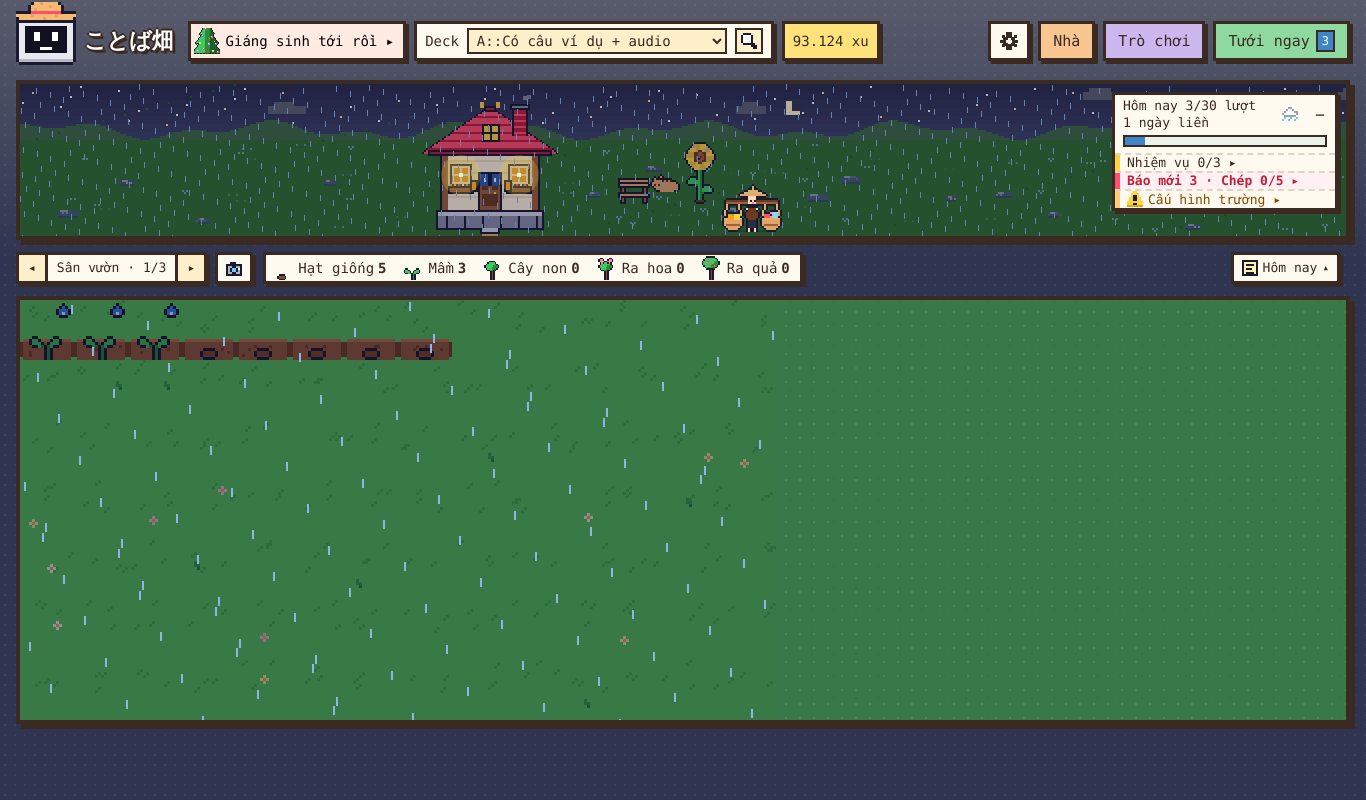 ことば畑
Giáng sinh tới rồi ▸
Deck A::Có câu ví dụ + audio
93.124 xu
Nhà
Trò chơi
Tưới ngay 3
Hôm nay 3/30 lượt
1 ngày liền
Nhiệm vụ 0/3 ▸
Báo mới 3 · Chép 0/5 ▸
Cấu hình trường ▸
◂ Sân vườn · 1/3 ▸
Hạt giống 5
Mầm 3
Cây non 0
Ra hoa 0
Ra quả 0
Hôm nay ▴